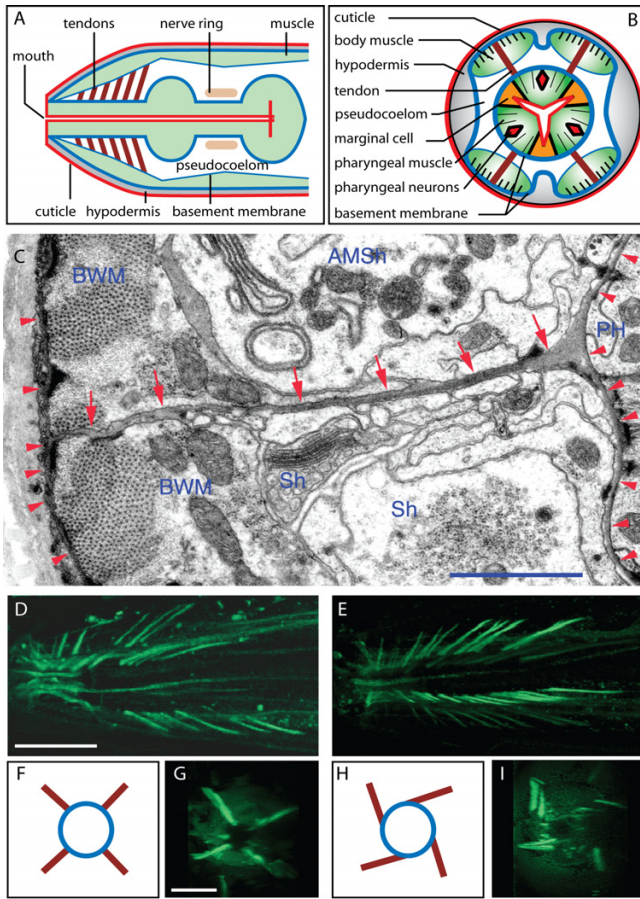 A
tendons
nerve ring
muscle
mouth
pseudocoelom
cuticle
hypodermis
basement membrane
B
cuticle
body muscle
hypodermis
tendon
pseudocoelom
marginal cell
pharyngeal muscle
pharyngeal neurons
basement membrane
C
BWM
AMSh
PH
BWM
Sh
Sh
D
E
F
G
H
I